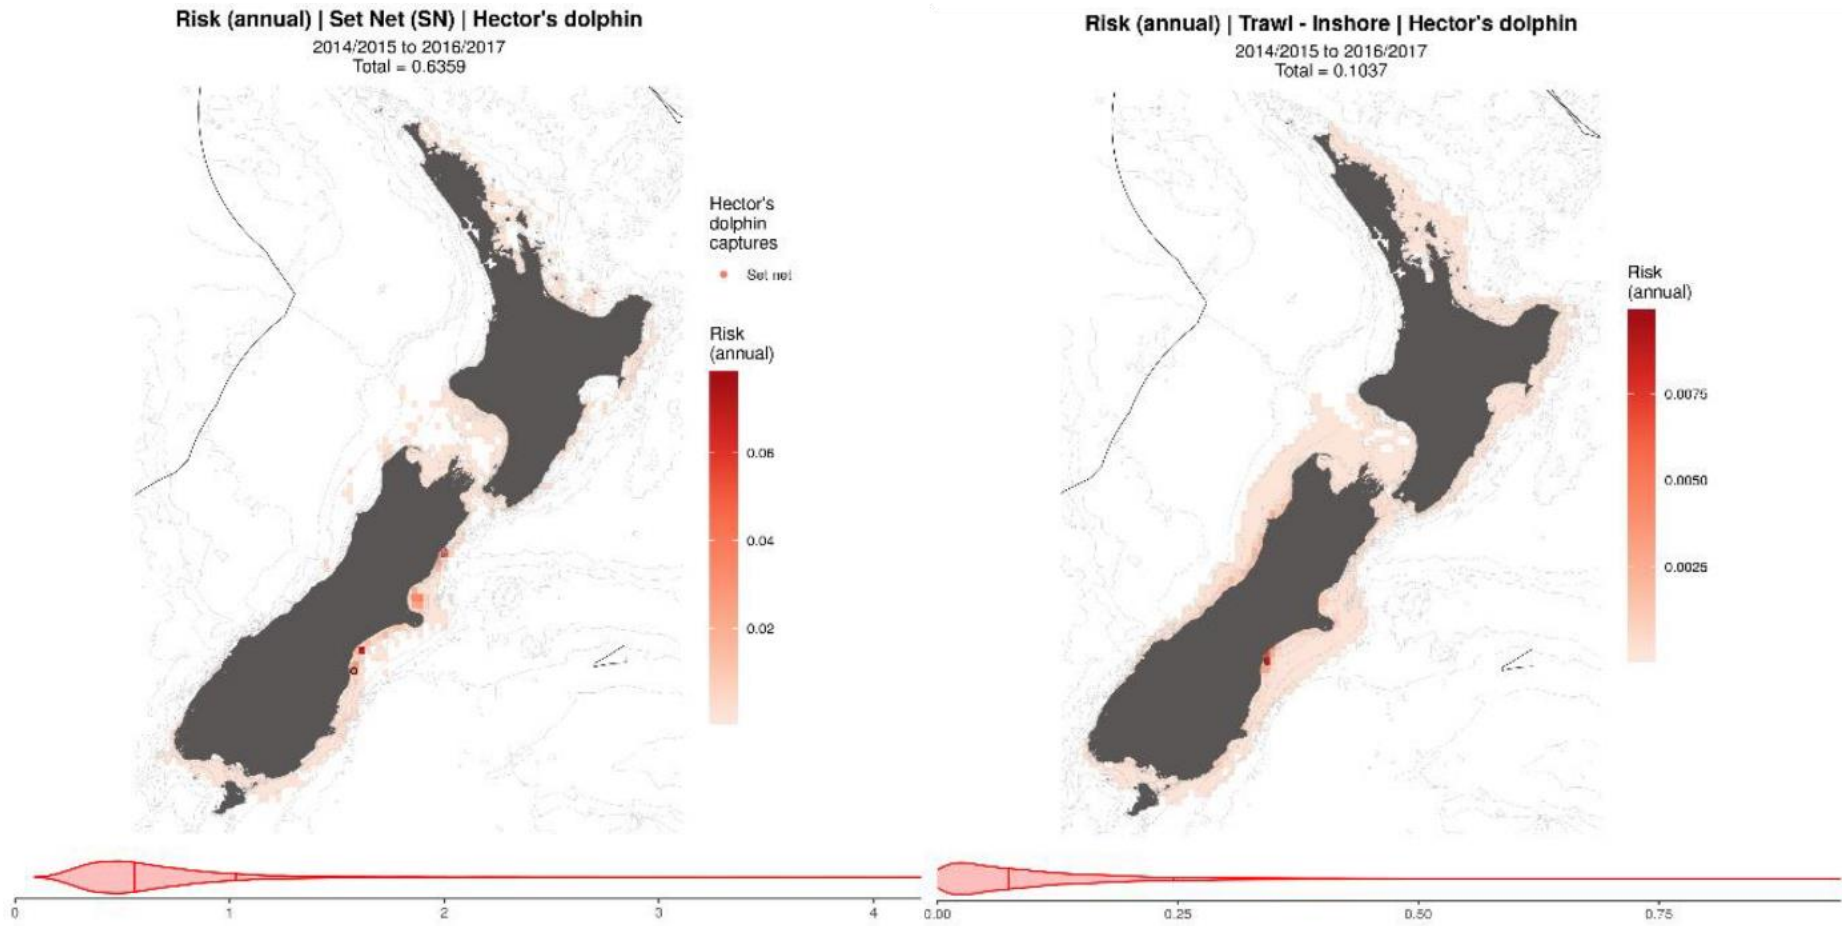 Risk (annual) | Set Net (SN) | Hector's dolphin
2014/2015 to 2016/2017
Total = 0.6359
Hector's
dolphin
captures
Set net
Risk
(annual)
0.06
0.04
0.02
0
1
2
3
4
Risk (annual) | Trawl - Inshore | Hector's dolphin
2014/2015 to 2016/2017
Total = 0.1037
Risk
(annual)
0.0075
0.0050
0.0025
0.00
0.25
0.50
0.75